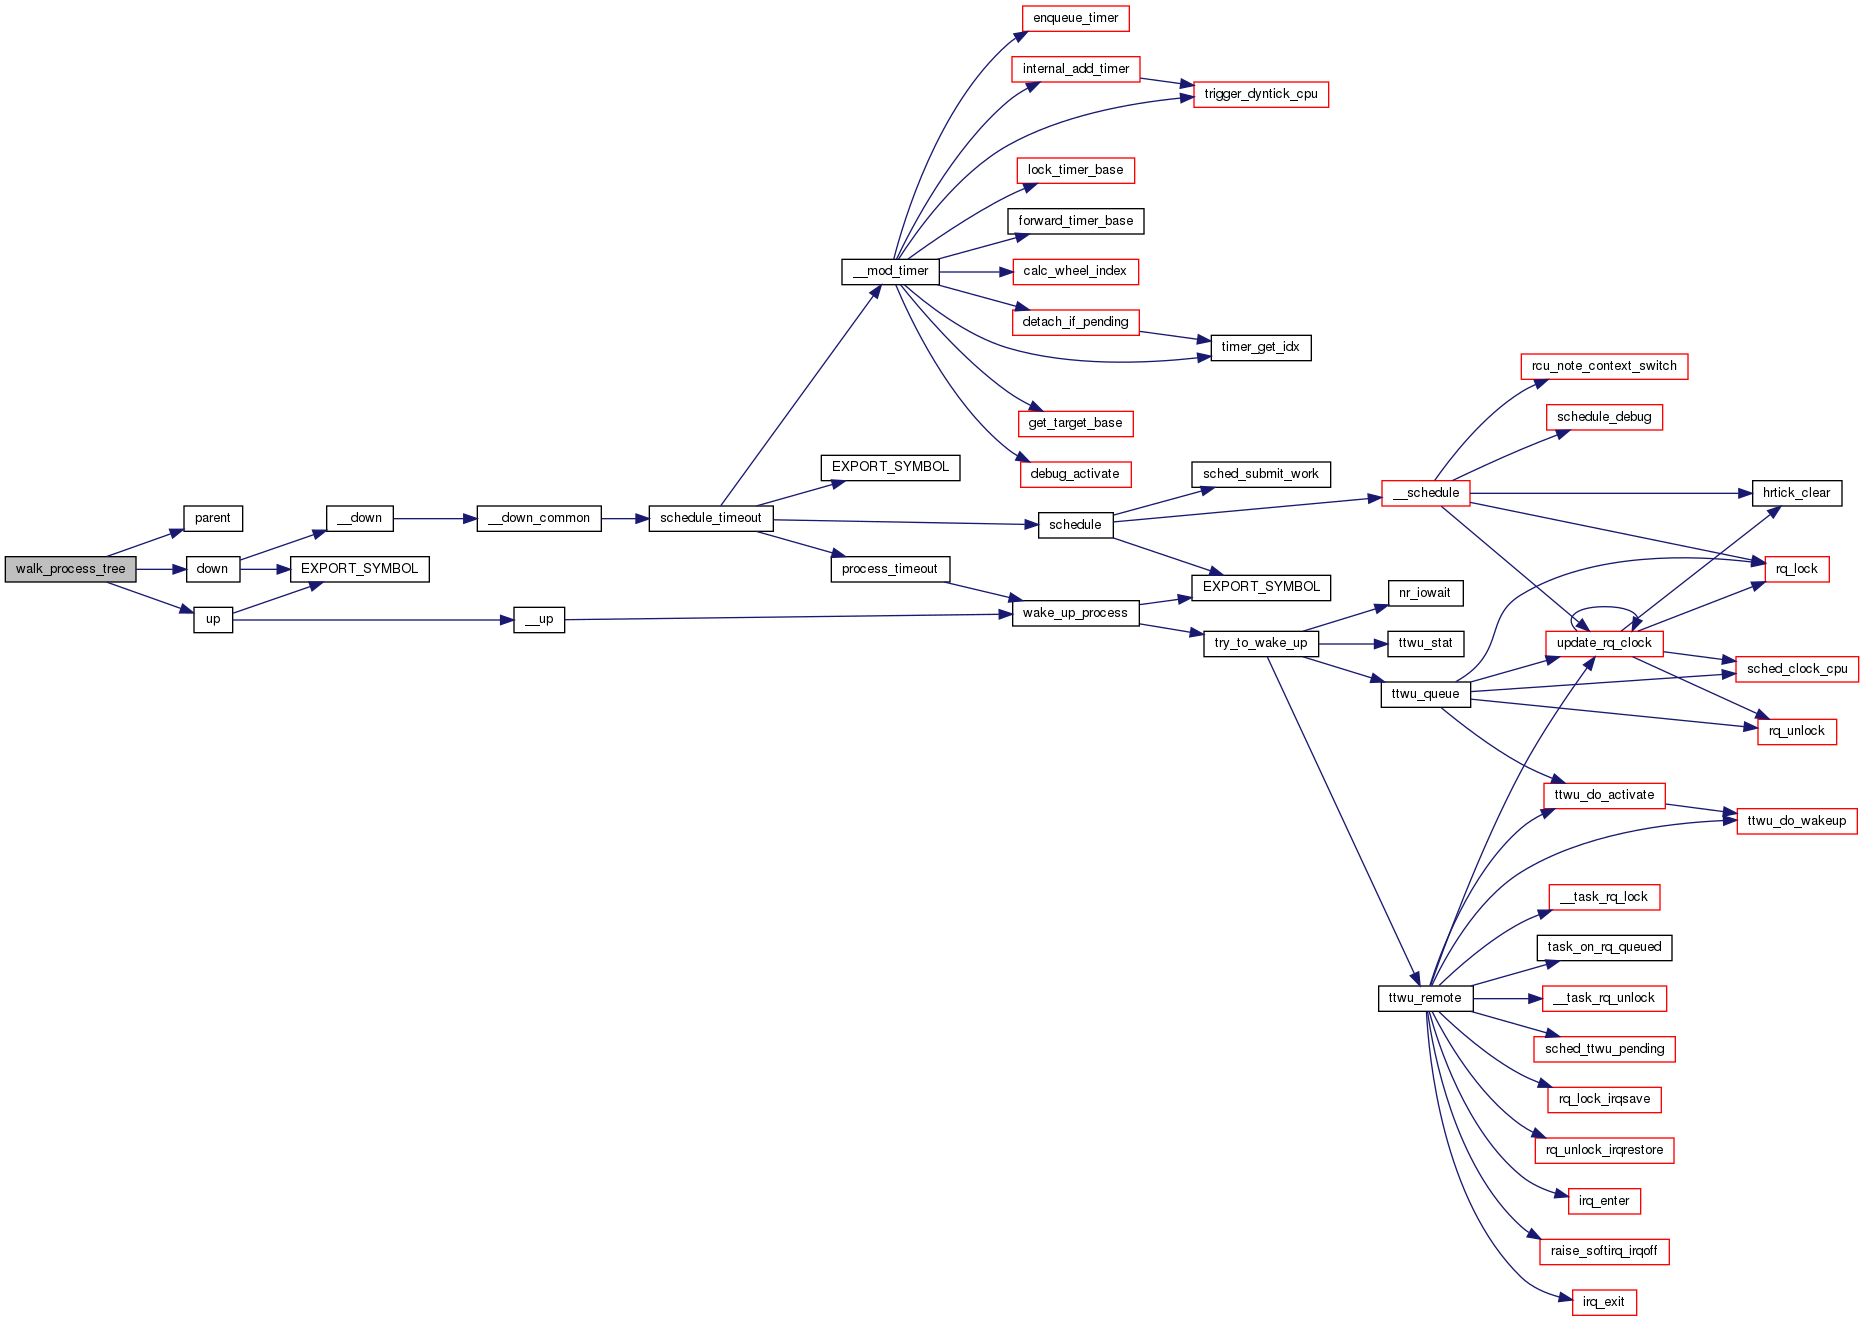 enqueue_timer
internal_add_timer
trigger_dyntick_cpu
lock_timer_base
forward_timer_base
__mod_timer
calc_wheel_index
detach_if_pending
timer_get_idx
rcu_note_context_switch
schedule_debug
get_target_base
EXPORT_SYMBOL
debug_activate
sched_submit_work
__schedule
hrtick_clear
parent
__down
__down_common
schedule_timeout
schedule
walk_process_tree
down
EXPORT_SYMBOL
process_timeout
EXPORT_SYMBOL
nr_iowait
rq_lock
up
__up
wake_up_process
try_to_wake_up
ttwu_stat
update_rq_clock
sched_clock_cpu
ttwu_queue
rq_unlock
ttwu_do_activate
ttwu_do_wakeup
__task_rq_lock
task_on_rq_queued
ttwu_remote
__task_rq_unlock
sched_ttwu_pending
rq_lock_irqsave
rq_unlock_irqrestore
irq_enter
raise_softirq_irqoff
irq_exit